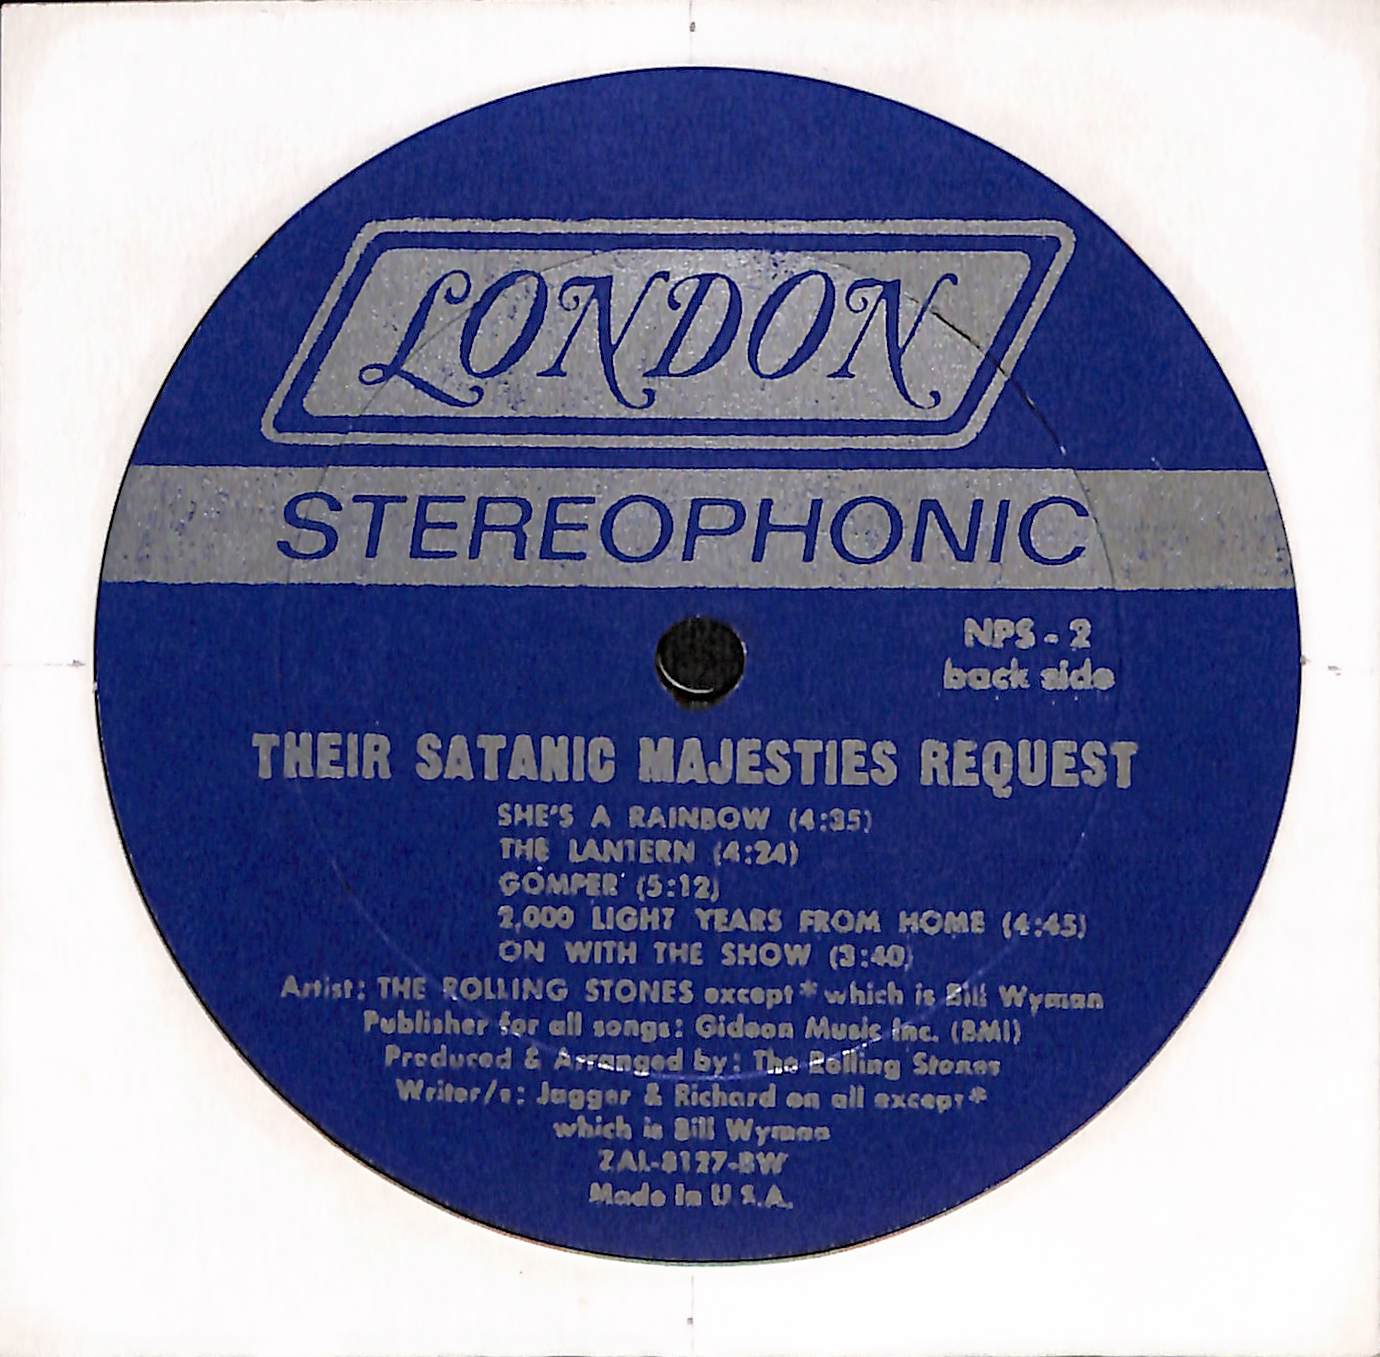 LONDON
STEREOPHONIC
NPS - 2
back side
THEIR SATANIC MAJESTIES REQUEST
SHE'S A RAINBOW (4:35)
THE LANTERN (4:24)
GOMPER (5:12)
2,000 LIGHT YEARS FROM HOME (4:45)
ON WITH THE SHOW (3:40)
Artist: THE ROLLING STONES except * which is Bill Wyman
Publisher for all songs: Gideon Music Inc. (BMI)
Produced & Arranged by: The Rolling Stones
Writer/s: Jagger & Richard on all except *
which is Bill Wyman
ZAL-8127-BW
Made in U.S.A.